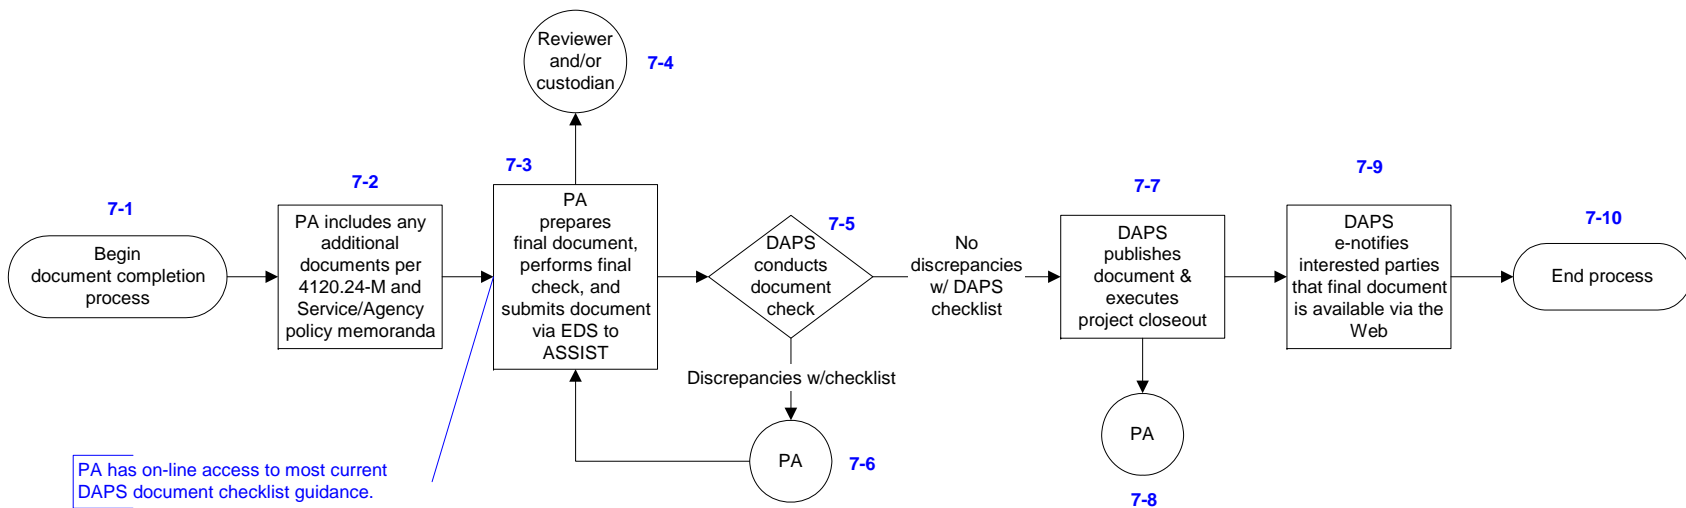 7-1
Begin
document completion
process
7-2
PA includes any
additional
documents per
4120.24-M and
Service/Agency
policy memoranda
7-3
PA
prepares
final document,
performs final
check, and
submits document
via EDS to
ASSIST
Reviewer
and/or
custodian
7-4
7-5
DAPS
conducts
document
check
No
discrepancies
w/ DAPS
checklist
Discrepancies w/checklist
PA
7-6
PA has on-line access to most current
DAPS document checklist guidance.
7-7
DAPS
publishes
document &
executes
project closeout
PA
7-8
7-9
DAPS
e-notifies
interested parties
that final document
is available via the
Web
7-10
End process